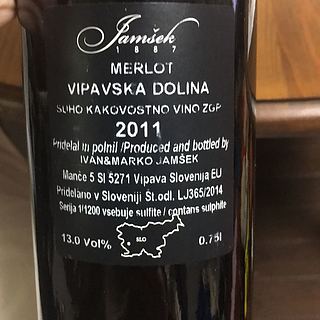 Jamšek
1887
MERLOT
VIPAVSKA DOLINA
SUHO KAKOVOSTNO VINO ZGP
2011
Pridelal in polnil /Produced and bottled by
IVAN&MARKO JAMŠEK
Manče 5 SI 5271 Vipava Slovenija EU
Pridelano v Sloveniji Št.odl. LJ365/2014
Serija 1/1200 vsebuje sulfite / contans sulphite
SLO
13.0 Vol% 0.75l